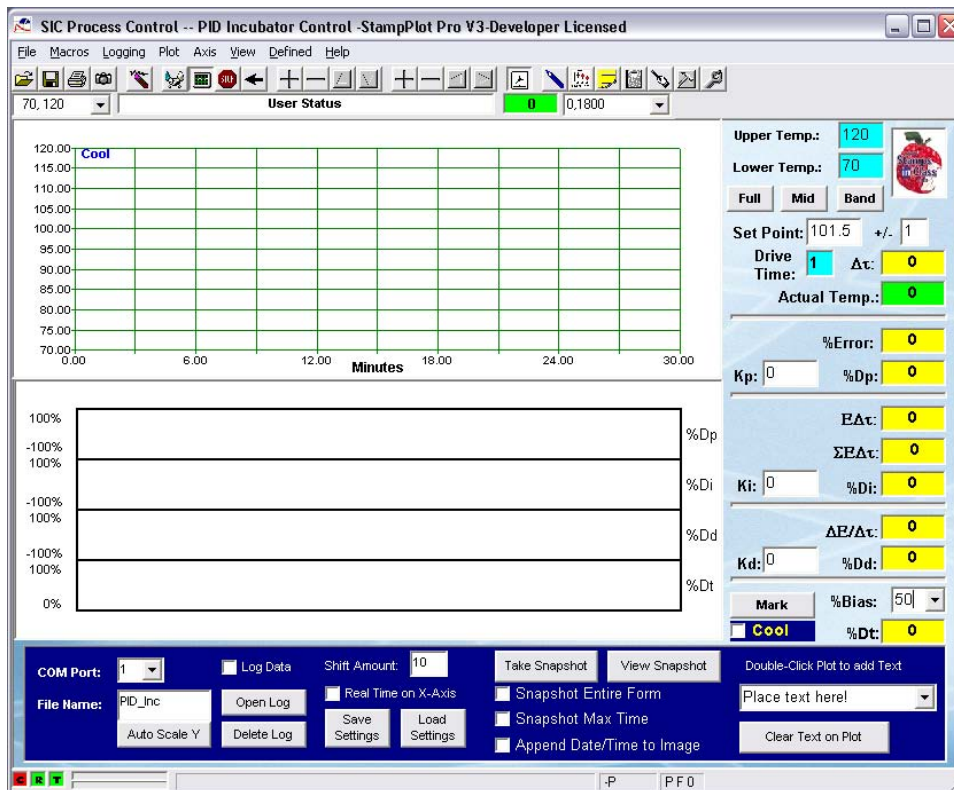 SIC Process Control -- PID Incubator Control -StampPlot Pro V3-Developer Licensed
File Macros Logging Plot Axis View Defined Help
70, 120 User Status 0 0,1800
120.00 Cool
115.00
110.00
105.00
100.00
95.00
90.00
85.00
80.00
75.00
70.00
0.00 6.00 12.00 18.00 24.00 30.00
Minutes
100%
-100% %Dp
100%
-100% %Di
100%
-100% %Dd
100%
0% %Dt
Upper Temp.: 120
Lower Temp.: 70
Full Mid Band
Set Point: 101.5 +/- 1
Drive Time: 1 Δτ: 0
Actual Temp.: 0
%Error: 0
Kp: 0 %Dp: 0
EΔτ: 0
ΣEΔτ: 0
Ki: 0 %Di: 0
ΔE/Δτ: 0
Kd: 0 %Dd: 0
Mark %Bias: 50
Cool %Dt: 0
COM Port: 1 Log Data Shift Amount: 10 Take Snapshot View Snapshot Double-Click Plot to add Text
Real Time on X-Axis Snapshot Entire Form Place text here!
File Name: PID_Inc Open Log Save Settings Load Settings Snapshot Max Time
Auto Scale Y Delete Log Append Date/Time to Image Clear Text on Plot
C R T -P P F 0